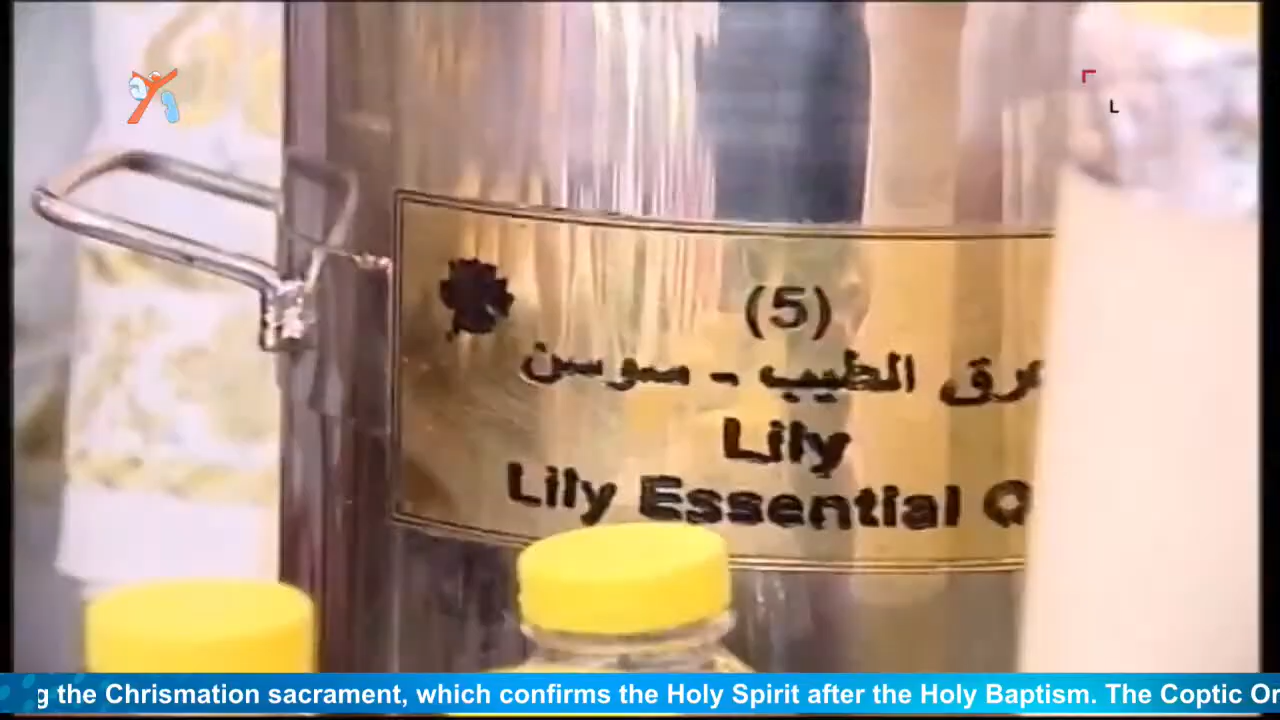 (5)
عرق الطيب - سوسن
Lily
Lily Essential O
g the Chrismation sacrament, which confirms the Holy Spirit after the Holy Baptism. The Coptic Or